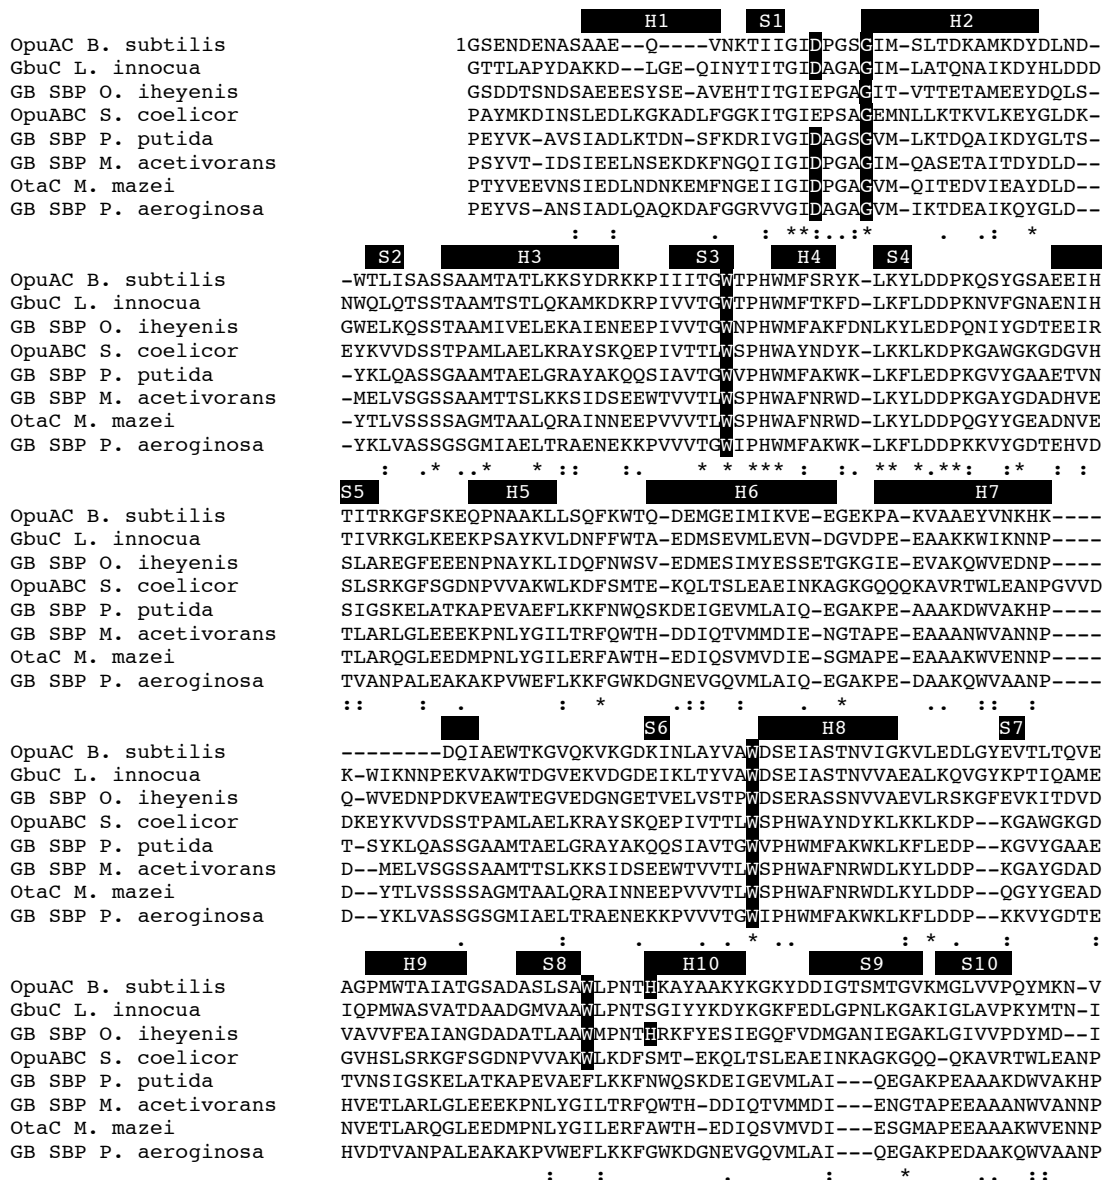 H1 S1 H2
OpuAC B. subtilis 1GSENDENASAAE--Q----VNKTIIGIDPGSGIM-SLTDKAMKDYDLND-
GbuC L. innocua GTTLAPYDAKKD--LGE-QINYTITGIDAGAGIM-LATQNAIKDYHLDDD
GB SBP O. iheyenis GSDDTSNDSAEEESYSE-AVEHTITGIEPGAGIT-VTTETAMEEYDQLS-
OpuABC S. coelicor PAYMKDINSLEDLKGKADLFGGKITGIEPSAGEMNLLKTKVLKEYGLDK-
GB SBP P. putida PEYVK-AVSIADLKTDN-SFKDRIVGIDAGSGVM-LKTDQAIKDYGLTS-
GB SBP M. acetivorans PSYVT-IDSIEELNSEKDKFNGQIIGIDPGAGIM-QASETAITDYDLD--
OtaC M. mazei PTYVEEVNSIEDLNDNKEMFNGEIIGIDPGAGVM-QITEDVIEAYDLD--
GB SBP P. aeroginosa PEYVS-ANSIADLQAQKDAFGGRVVGIDAGAGVM-IKTDEAIKQYGLD--
: : . : **:..:* . .: *
S2 H3 S3 H4 S4
OpuAC B. subtilis -WTLISASSAAMTATLKKSYDRKKPIIITGWTPHWMFSRYK-LKYLDDPKQSYGSAEEIH
GbuC L. innocua NWQLQTSSTAAMTSTLQKAMKDKRPIVVTGWTPHWMFTKFD-LKFLDDPKNVFGNAENIH
GB SBP O. iheyenis GWELKQSSTAAMIVELEKAIENEEPIVVTGWNPHWMFAKFDNLKYLEDPQNIYGDTEEIR
OpuABC S. coelicor EYKVVDSSTPAMLAELKRAYSKQEPIVTTLWSPHWAYNDYK-LKKLKDPKGAWGKGDGVH
GB SBP P. putida -YKLQASSGAAMTAELGRAYAKQQSIAVTGWVPHWMFAKWK-LKFLEDPKGVYGAAETVN
GB SBP M. acetivorans -MELVSGSSAAMTTSLKKSIDSEEWTVVTLWSPHWAFNRWD-LKYLDDPKGAYGDADHVE
OtaC M. mazei -YTLVSSSSAGMTAALQRAINNEEPVVVTLWSPHWAFNRWD-LKYLDDPQGYYGEADNVE
GB SBP P. aeroginosa -YKLVASSGSGMIAELTRAENEKKPVVVTGWIPHWMFAKWK-LKFLDDPKKVYGDTEHVD
: .* ..* * :: :. * * *** : :. ** *.**: :* : :
S5 H5 H6 H7
OpuAC B. subtilis TITRKGFSKEQPNAAKLLSQFKWTQ-DEMGEIMIKVE-EGEKPA-KVAAEYVNKHK----
GbuC L. innocua TIVRKGLKEEKPSAYKVLDNFFWTA-EDMSEVMLEVN-DGVDPE-EAAKKWIKNNP----
GB SBP O. iheyenis SLAREGFEEENPNAYKLIDQFNWSV-EDMESIMYESSETGKGIE-EVAKQWVEDNP----
OpuABC S. coelicor SLSRKGFSGDNPVVAKWLKDFSMTE-KQLTSLEAEINKAGKGQQQKAVRTWLEANPGVVD
GB SBP P. putida SIGSKELATKAPEVAEFLKKFNWQSKDEIGEVMLAIQ-EGAKPE-AAAKDWVAKHP----
GB SBP M. acetivorans TLARLGLEEEKPNLYGILTRFQWTH-DDIQTVMMDIE-NGTAPE-EAAANWVANNP----
OtaC M. mazei TLARQGLEEDMPNLYGILERFAWTH-EDIQSVMVDIE-SGMAPE-EAAAKWVENNP----
GB SBP P. aeroginosa TVANPALEAKAKPVWEFLKKFGWKDGNEVGQVMLAIQ-EGAKPE-DAAKQWVAANP----
:: : . : * .:: : . * .. :: :
S6 H8 S7
OpuAC B. subtilis --------DQIAEWTKGVQKVKGDKINLAYVAWDSEIASTNVIGKVLEDLGYEVTLTQVE
GbuC L. innocua K-WIKNNPEKVAKWTDGVEKVDGDEIKLTYVAWDSEIASTNVVAEALKQVGYKPTIQAME
GB SBP O. iheyenis Q-WVEDNPDKVEAWTEGVEDGNGETVELVSTPWDSERASSNVVAEVLRSKGFEVKITDVD
OpuABC S. coelicor DKEYKVVDSSTPAMLAELKRAYSKQEPIVTTLWSPHWAYNDYKLKKLKDP--KGAWGKGD
GB SBP P. putida T-SYKLQASSGAAMTAELGRAYAKQQSIAVTGWVPHWMFAKWKLKFLEDP--KGVYGAAE
GB SBP M. acetivorans D--MELVSGSSAAMTTSLKKSIDSEEWTVVTLWSPHWAFNRWDLKYLDDP--KGAYGDAD
OtaC M. mazei D--YTLVSSSSAGMTAALQRAINNEEPVVVTLWSPHWAFNRWDLKYLDDP--QGYYGEAD
GB SBP P. aeroginosa D--YKLVASSGSGMIAELTRAENEKKPVVVTGWIPHWMFAKWKLKFLDDP--KKVYGDTE
. : . . . * .. : * . : :
H9 S8 H10 S9 S10
OpuAC B. subtilis AGPMWTAIATGSADASLSAWLPNTHKAYAAKYKGKYDDIGTSMTGVKMGLVVPQYMKN-V
GbuC L. innocua IQPMWASVATDAADGMVAAWLPNTSGIYYKDYKGKFEDLGPNLKGAKIGLAVPKYMTN-I
GB SBP O. iheyenis VAVVFEAIANGDADATLAAWMPNTHRKFYESIEGQFVDMGANIEGAKLGIVVPDYMD--I
OpuABC S. coelicor GVHSLSRKGFSGDNPVVAKWLKDFSMT-EKQLTSLEAEINKAGKGQQ-QKAVRTWLEANP
GB SBP P. putida TVNSIGSKELATKAPEVAEFLKKFNWQSKDEIGEVMLAI---QEGAKPEAAAKDWVAKHP
GB SBP M. acetivorans HVETLARLGLEEEKPNLYGILTRFQWTH-DDIQTVMMDI---ENGTAPEEAAANWVANNP
OtaC M. mazei NVETLARQGLEEDMPNLYGILERFAWTH-EDIQSVMVDI---ESGMAPEEAAAKWVENNP
GB SBP P. aeroginosa HVDTVANPALEAKAKPVWEFLKKFGWKDGNEVGQVMLAI---QEGAKPEDAAKQWVAANP
: : . : * .. ::